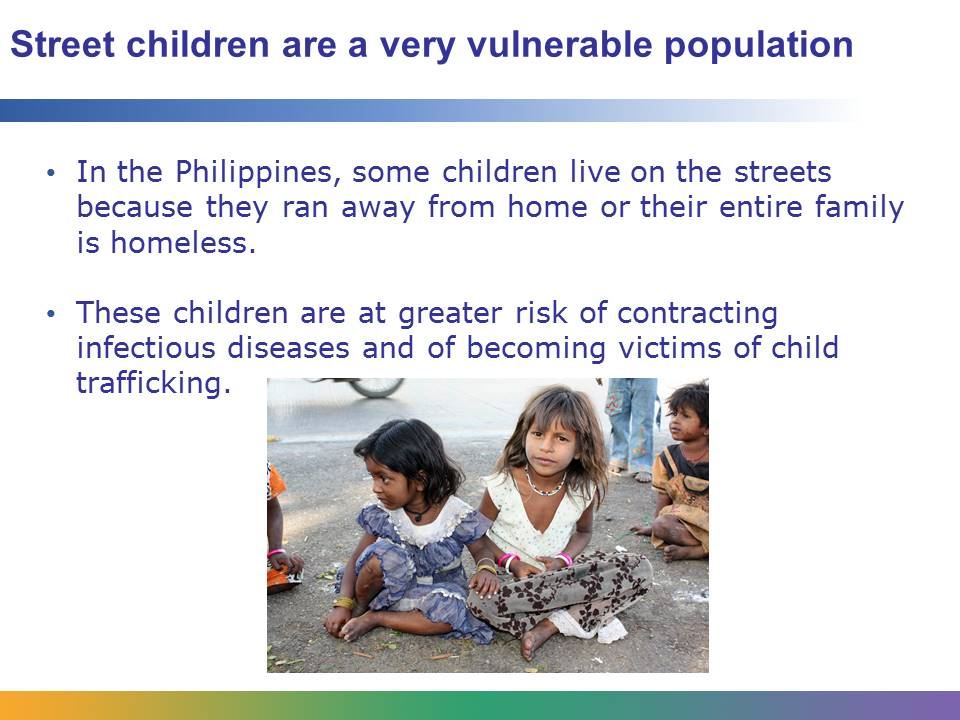 Street children are a very vulnerable population
• In the Philippines, some children live on the streets
because they ran away from home or their entire family
is homeless.
• These children are at greater risk of contracting
infectious diseases and of becoming victims of child
trafficking.